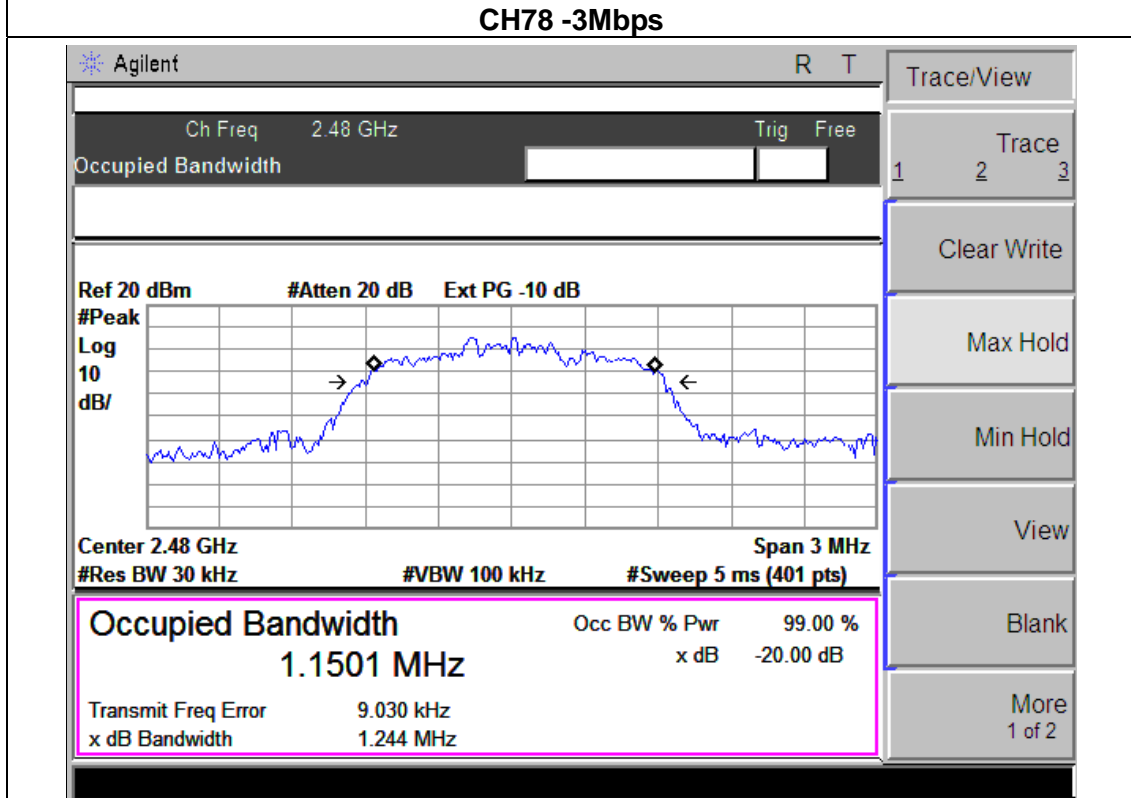 CH78 -3Mbps
Agilent R T
Trace/View
Ch Freq 2.48 GHz Trig Free
Occupied Bandwidth
Trace
1 2 3
Clear Write
Ref 20 dBm #Atten 20 dB Ext PG -10 dB
#Peak
Log
10
dB/
Max Hold
Min Hold
View
Center 2.48 GHz Span 3 MHz
#Res BW 30 kHz #VBW 100 kHz #Sweep 5 ms (401 pts)
Occupied Bandwidth Occ BW % Pwr 99.00 %
1.1501 MHz x dB -20.00 dB
Blank
Transmit Freq Error 9.030 kHz
x dB Bandwidth 1.244 MHz
More
1 of 2